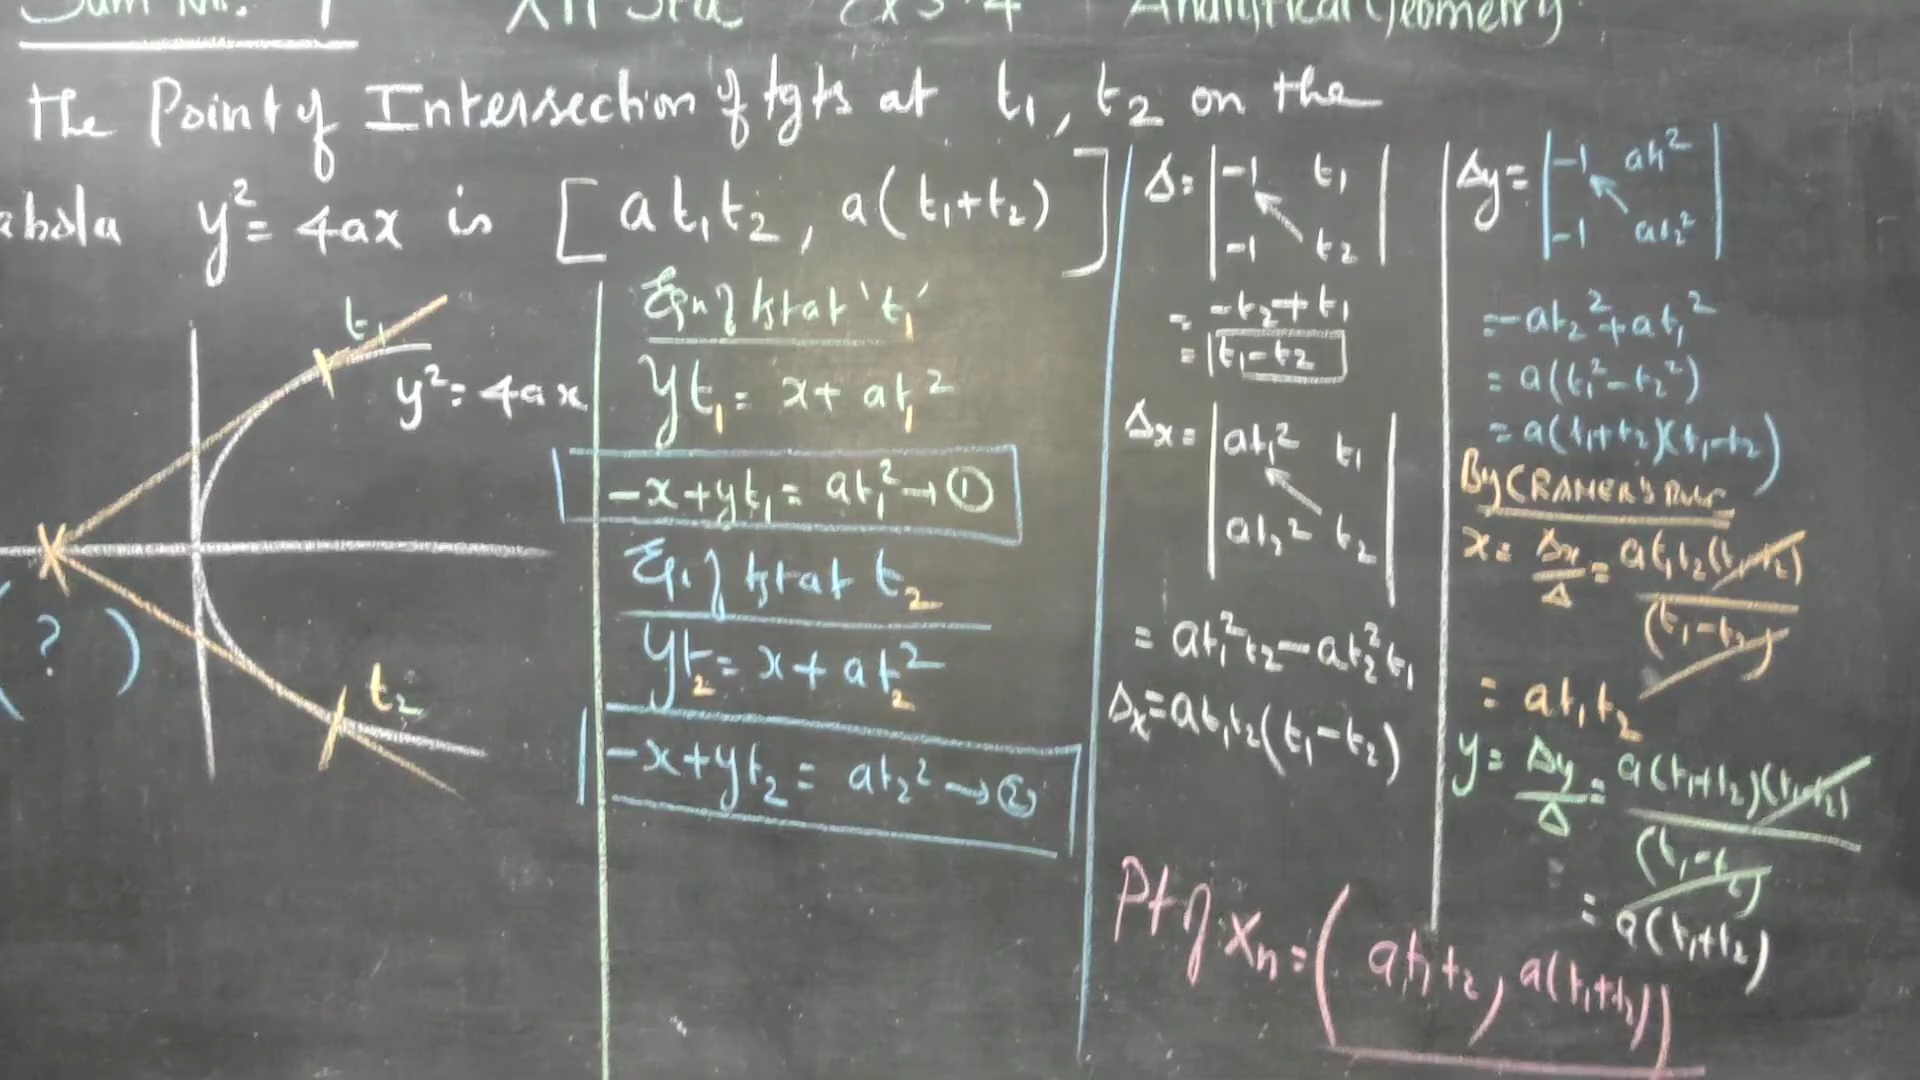 Sum No. 7 XII Std Ex 5.4 Analytical Geometry
the Point of Intersection of tgts at t₁, t₂ on the
abola y² = 4ax is [at₁t₂, a(t₁+t₂)]
t₁
y² = 4ax
( ? )
t₂
Eqn of tgt at 't₁'
yt₁ = x + at₁²
-x + yt₁ = at₁² → ①
Eqn of tgt at t₂
yt₂ = x + at₂²
-x + yt₂ = at₂² → ②
Δ = | -1 t₁ |
| -1 t₂ |
= -t₂ + t₁
= t₁ - t₂
Δx = | at₁² t₁ |
| at₂² t₂ |
= at₁²t₂ - at₂²t₁
Δx = at₁t₂(t₁ - t₂)
Δy = | -1 at₁² |
| -1 at₂² |
= -at₂² + at₁²
= a(t₁² - t₂²)
= a(t₁+t₂)(t₁-t₂)
By CRAMER'S Rule
x = Δx/Δ = at₁t₂(t₁-t₂)/(t₁-t₂)
= at₁t₂
y = Δy/Δ = a(t₁+t₂)(t₁-t₂)/(t₁-t₂)
= a(t₁+t₂)
Pt of Xn = (at₁t₂, a(t₁+t₂))